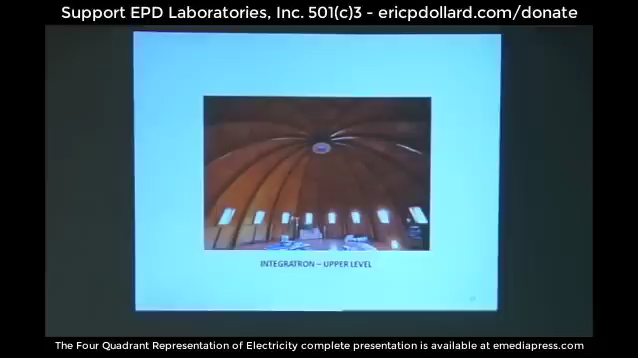 Support EPD Laboratories, Inc. 501(c)3 - ericpdollard.com/donate
INTEGRATRON – UPPER LEVEL
The Four Quadrant Representation of Electricity complete presentation is available at emediapress.com